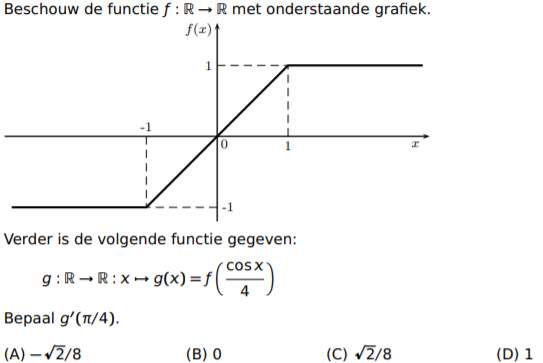 Beschouw de functie f : ℝ → ℝ met onderstaande grafiek.
f(x)
1
-1
0
1
x
-1
Verder is de volgende functie gegeven:
g : ℝ → ℝ : x ↦ g(x) = f(cos x / 4)
Bepaal g′(π/4).
(A) −√2/8 (B) 0 (C) √2/8 (D) 1